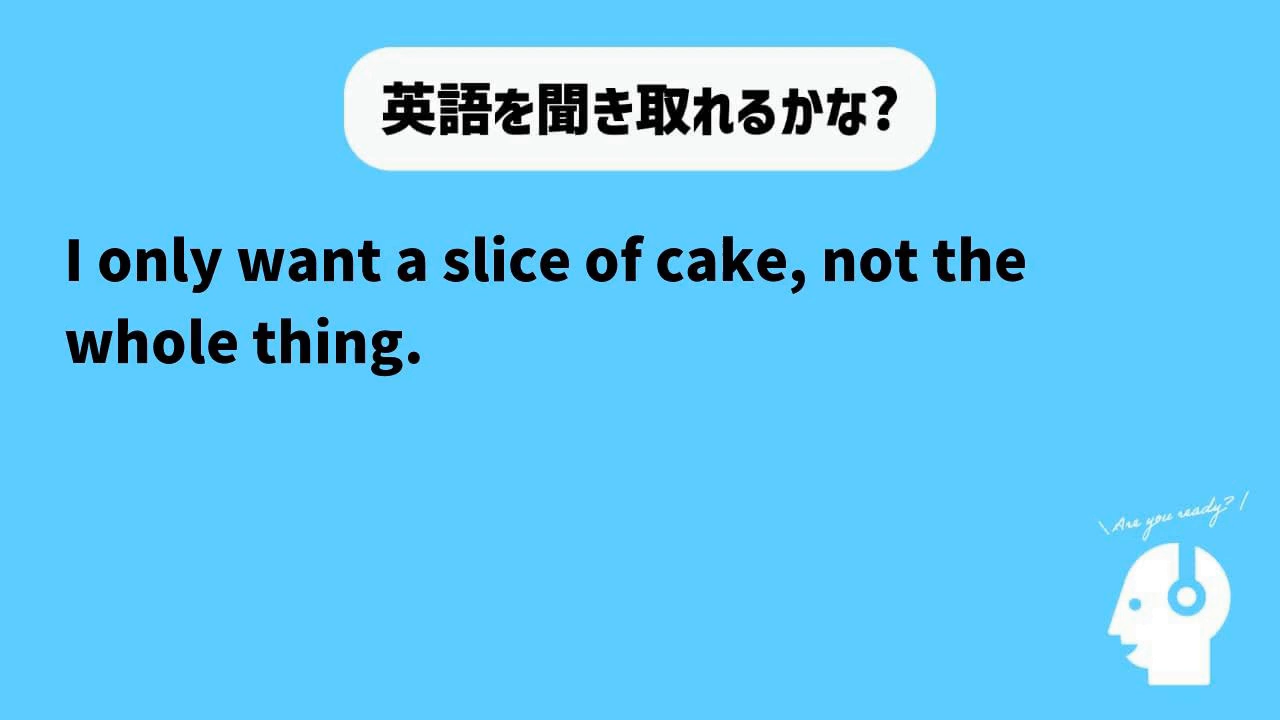 英語を聞き取れるかな?
I only want a slice of cake, not the
whole thing.
\ Are you ready? /